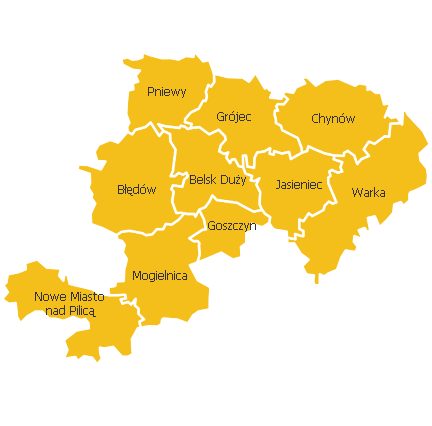 Pniewy
Grójec
Chynów
Błędów
Belsk Duży
Jasieniec
Warka
Goszczyn
Mogielnica
Nowe Miasto
nad Pilicą